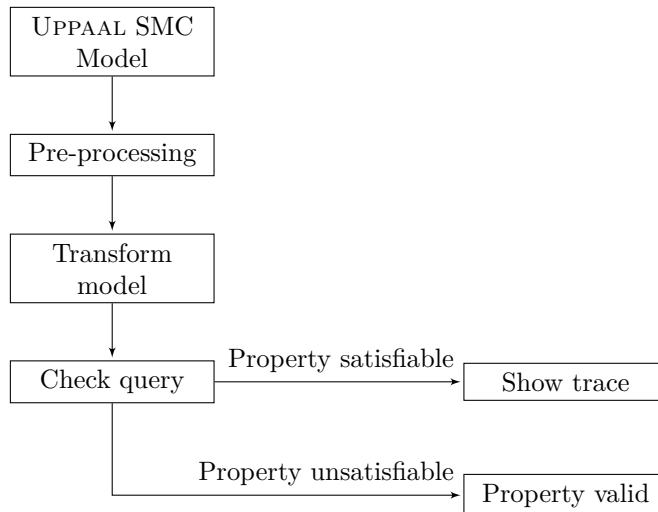 UPPAAL SMC
Model
Pre-processing
Transform
model
Check query
Property satisfiable
Show trace
Property unsatisfiable
Property valid